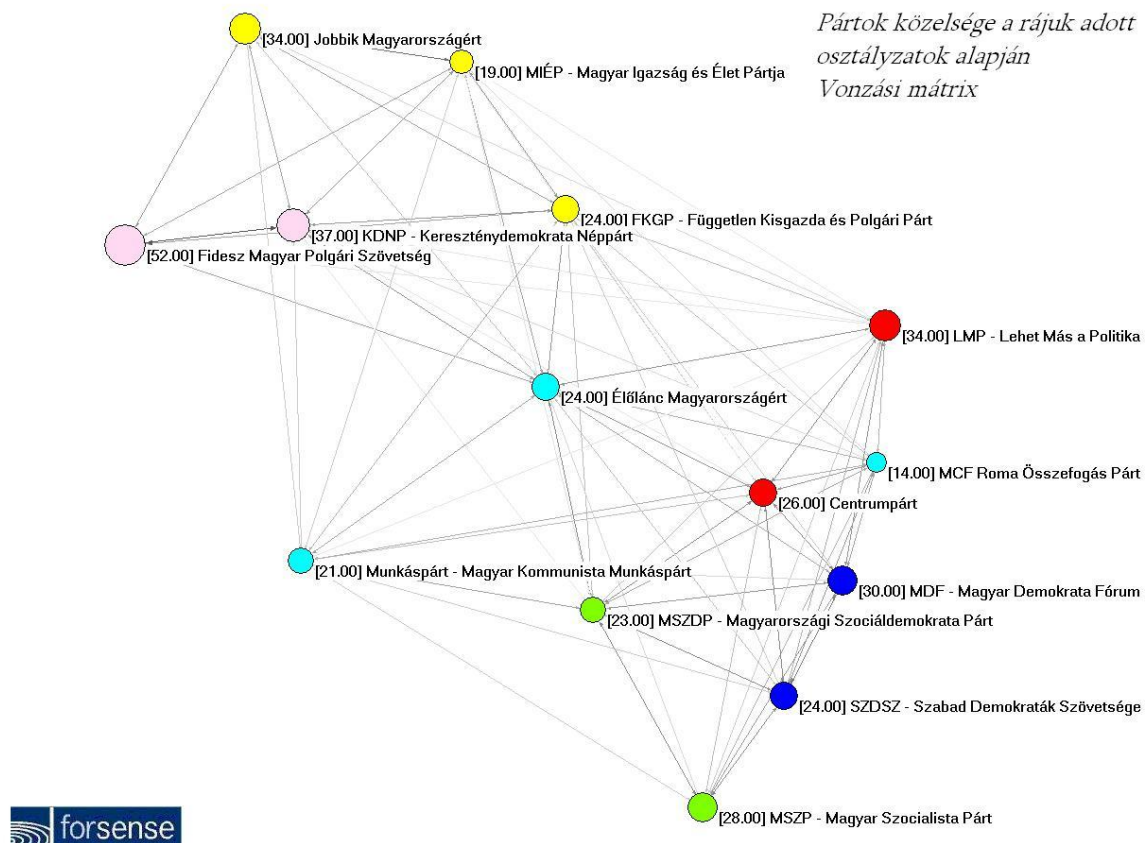 Pártok közelsége a rájuk adott
osztályzatok alapján
Vonzási mátrix
[34.00] Jobbik Magyarországért
[19.00] MIÉP - Magyar Igazság és Élet Pártja
[24.00] FKGP - Független Kisgazda és Polgári Párt
[37.00] KDNP - Kereszténydemokrata Néppárt
[52.00] Fidesz Magyar Polgári Szövetség
[34.00] LMP - Lehet Más a Politika
[24.00] Élőlánc Magyarországért
[14.00] MCF Roma Összefogás Párt
[26.00] Centrumpárt
[21.00] Munkáspárt - Magyar Kommunista Munkáspárt
[30.00] MDF - Magyar Demokrata Fórum
[23.00] MSZDP - Magyarországi Szociáldemokrata Párt
[24.00] SZDSZ - Szabad Demokraták Szövetsége
[28.00] MSZP - Magyar Szocialista Párt
forsense